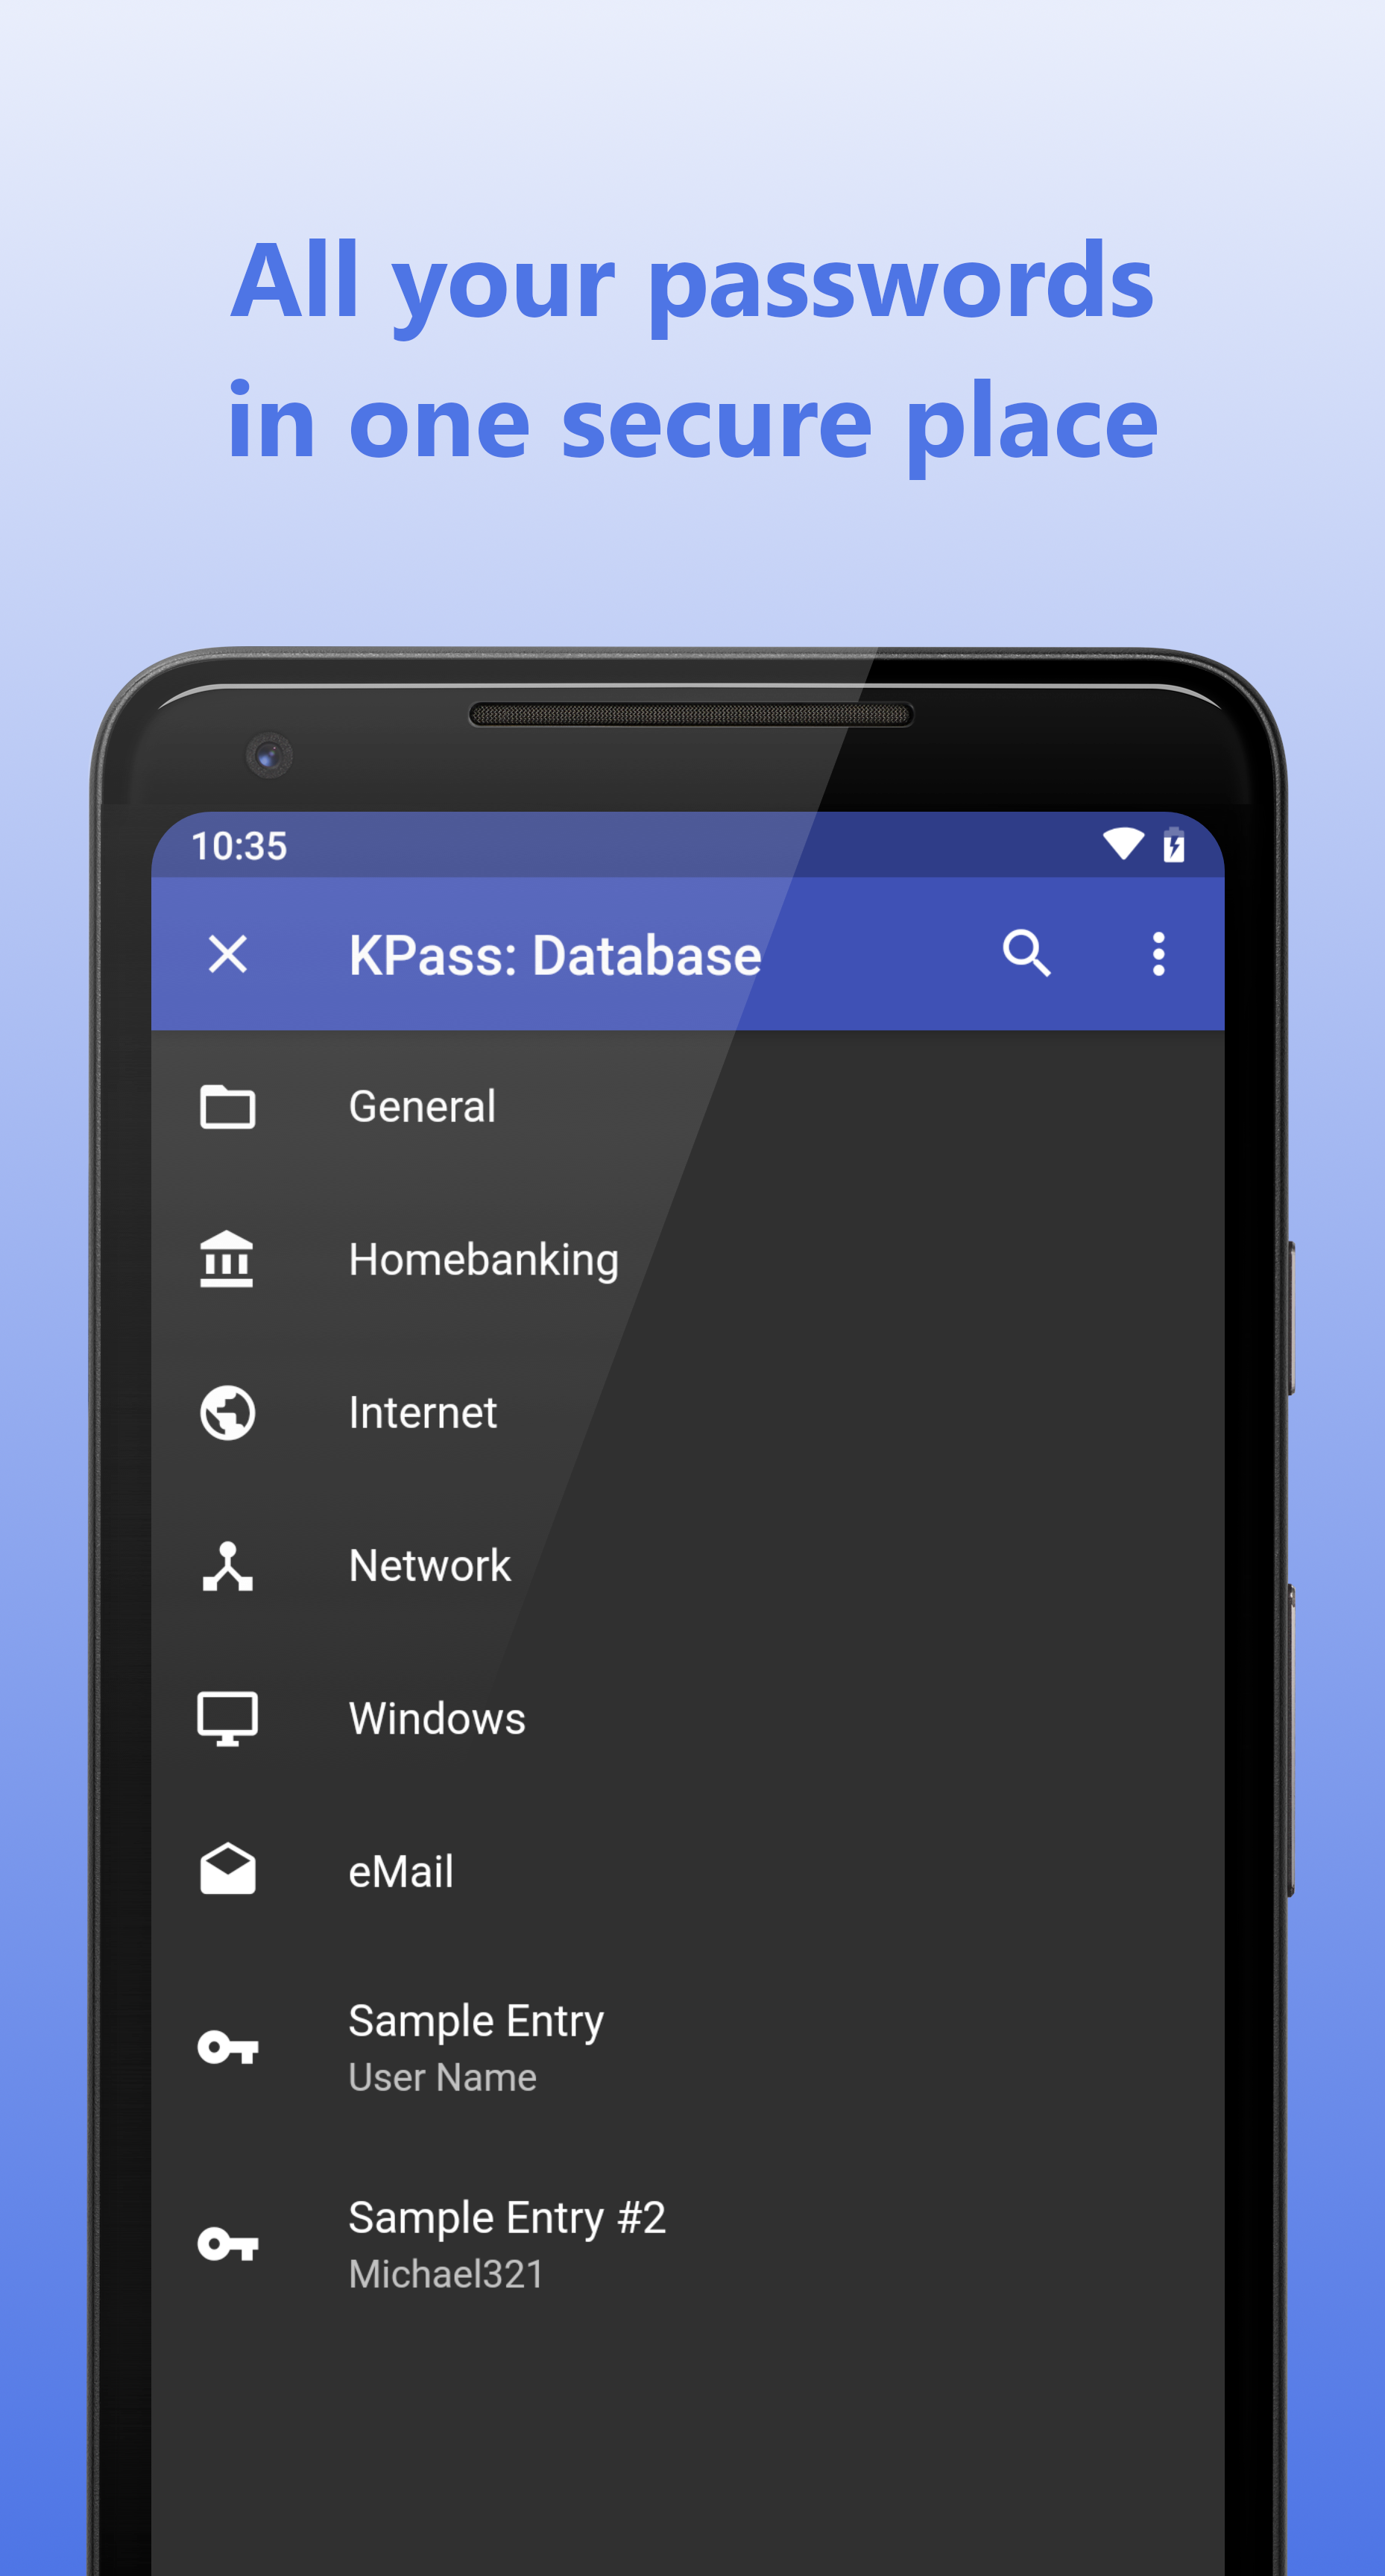 All your passwords
in one secure place
10:35
KPass: Database
General
Homebanking
Internet
Network
Windows
eMail
Sample Entry
User Name
Sample Entry #2
Michael321